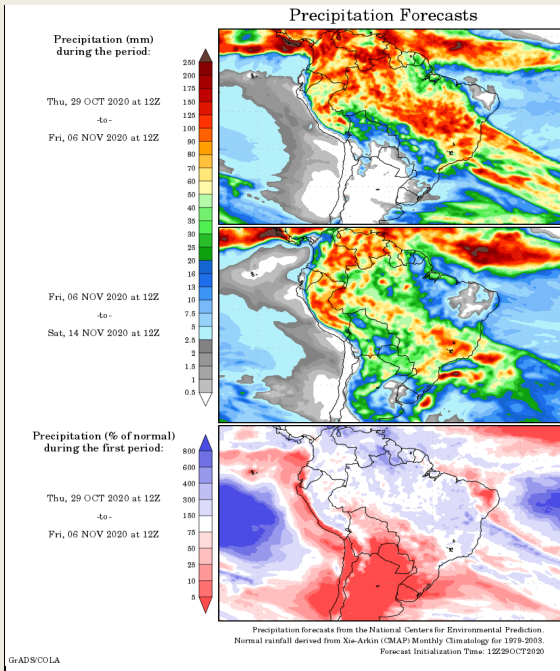 Precipitation Forecasts
Precipitation (mm)
during the period:
Thu, 29 OCT 2020 at 12Z
-to-
Fri, 06 NOV 2020 at 12Z
250
200
175
150
125
100
90
80
70
60
50
40
35
30
25
20
16
13
10
7.5
5
2.5
2
1.5
1
0.5
Fri, 06 NOV 2020 at 12Z
-to-
Sat, 14 NOV 2020 at 12Z
Precipitation (% of normal)
during the first period:
Thu, 29 OCT 2020 at 12Z
-to-
Fri, 06 NOV 2020 at 12Z
800
600
400
300
150
75
50
25
10
5
Precipitation forecasts from the National Centers for Environmental Prediction.
Normal rainfall derived from Xie-Arkin (CMAP) Monthly Climatology for 1979-2003.
Forecast Initialization Time: 12Z29OCT2020
GrADS/COLA